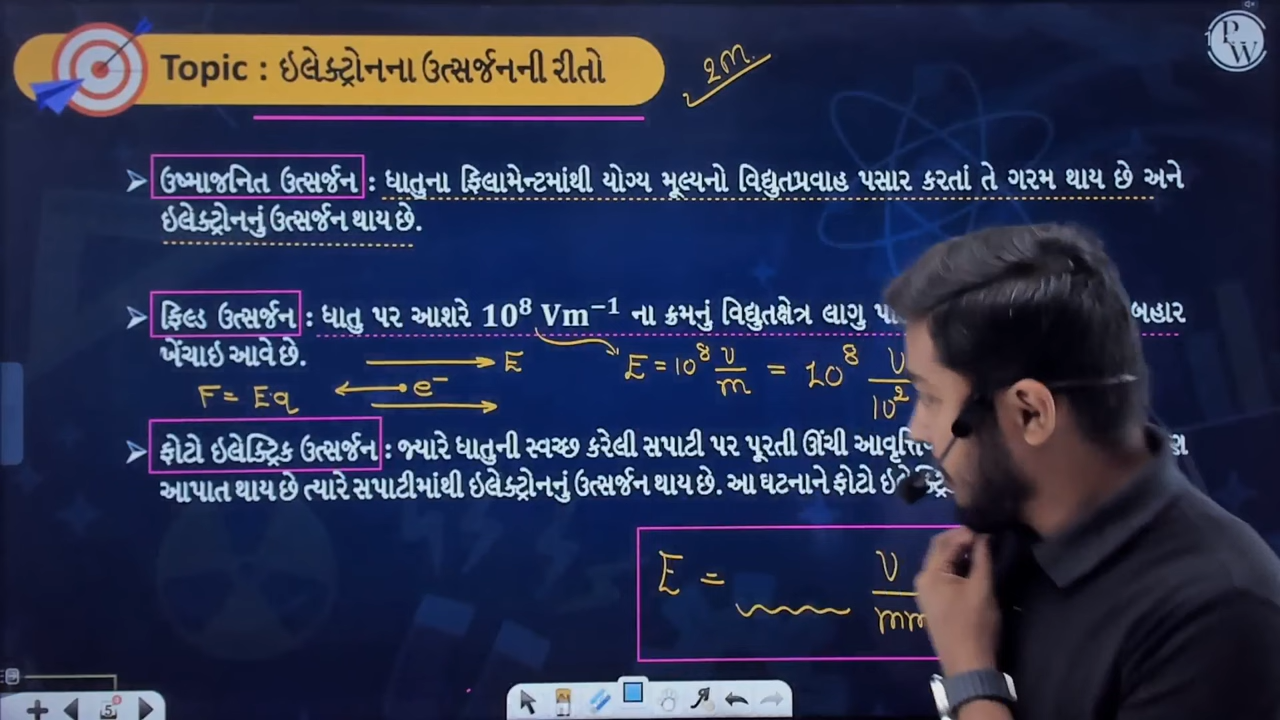 Topic : ઇલેક્ટ્રોનના ઉત્સર્જનની રીતો
2M.
PW
ઉષ્માજનિત ઉત્સર્જન : ધાતુના ફિલામેન્ટમાંથી યોગ્ય મૂલ્યનો વિદ્યુતપ્રવાહ પસાર કરતાં તે ગરમ થાય છે અને
ઇલેક્ટ્રોનનું ઉત્સર્જન થાય છે.
ફિલ્ડ ઉત્સર્જન : ધાતુ પર આશરે 10⁸ Vm⁻¹ ના ક્રમનું વિદ્યુતક્ષેત્ર લાગુ બહાર
ખેંચાઇ આવે છે.
E
E = 10⁸ V/m = 10⁸ V/10²
F = Eq
e⁻
ફોટો ઇલેક્ટ્રિક ઉત્સર્જન : જ્યારે ધાતુની સ્વચ્છ કરેલી સપાટી પર પૂરતી ઊંચી
આપાત થાય છે ત્યારે સપાટીમાંથી ઇલેક્ટ્રોનનું ઉત્સર્જન થાય છે. આ ઘટનાને ફોટો
E = V/mm
5